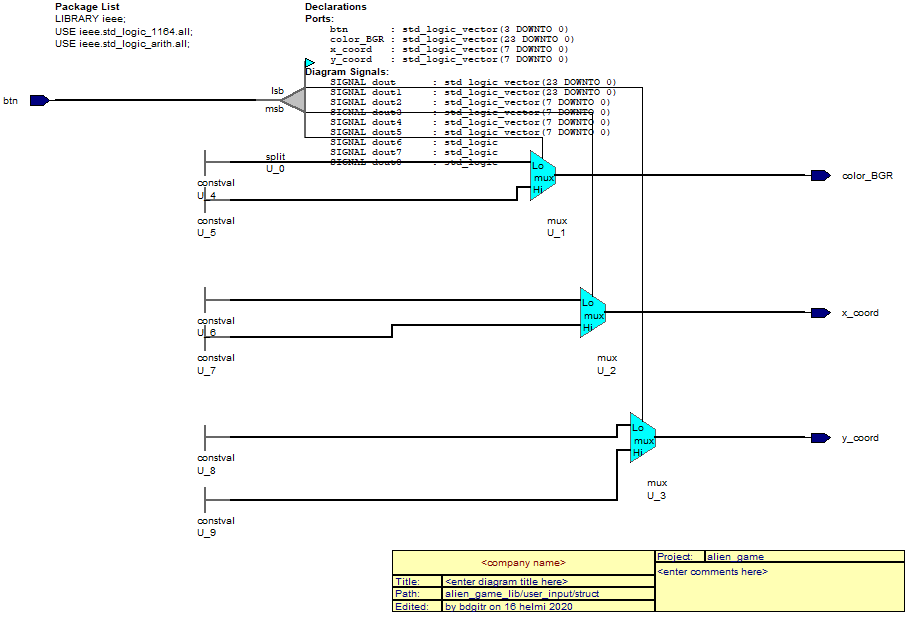 Package List
LIBRARY ieee;
USE ieee.std_logic_1164.all;
USE ieee.std_logic_arith.all;
Declarations
Ports:
btn : std_logic_vector(3 DOWNTO 0)
color_BGR : std_logic_vector(23 DOWNTO 0)
x_coord : std_logic_vector(7 DOWNTO 0)
y_coord : std_logic_vector(7 DOWNTO 0)
Diagram Signals:
SIGNAL dout : std_logic_vector(23 DOWNTO 0)
SIGNAL dout1 : std_logic_vector(23 DOWNTO 0)
SIGNAL dout2 : std_logic_vector(7 DOWNTO 0)
SIGNAL dout3 : std_logic_vector(7 DOWNTO 0)
SIGNAL dout4 : std_logic_vector(7 DOWNTO 0)
SIGNAL dout5 : std_logic_vector(7 DOWNTO 0)
SIGNAL dout6 : std_logic
SIGNAL dout7 : std_logic
SIGNAL dout8 : std_logic
btn
lsb
msb
split
U_0
constval
U_4
constval
U_5
Lo
mux
Hi
mux
U_1
color_BGR
constval
U_6
constval
U_7
Lo
mux
Hi
mux
U_2
x_coord
constval
U_8
constval
U_9
Lo
mux
Hi
mux
U_3
y_coord
<company name>
Project: alien_game
<enter comments here>
Title: <enter diagram title here>
Path: alien_game_lib/user_input/struct
Edited: by bdgitr on 16 helmi 2020